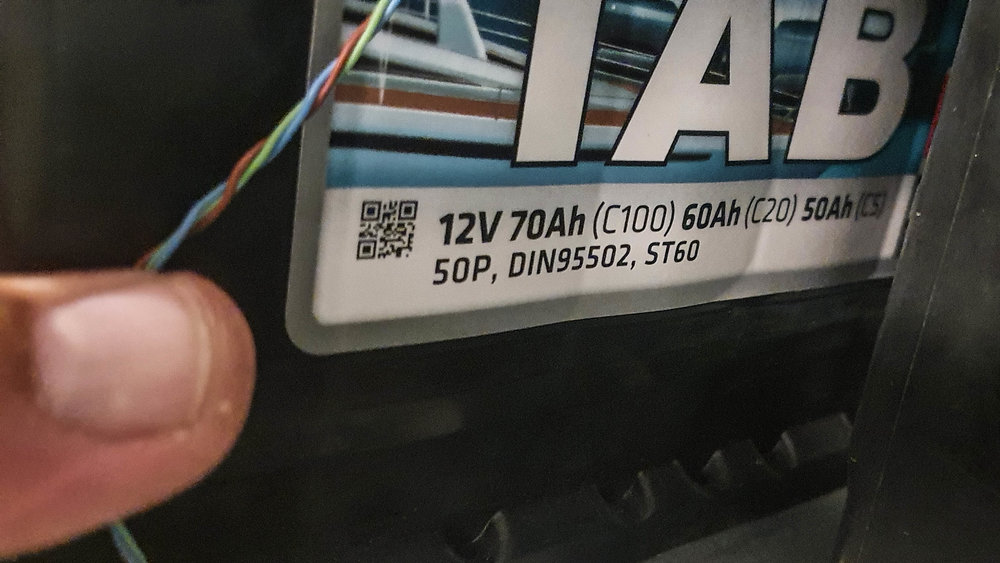 TAB
12V 70Ah (C100) 60Ah (C20) 50Ah (C5)
50P, DIN95502, ST60